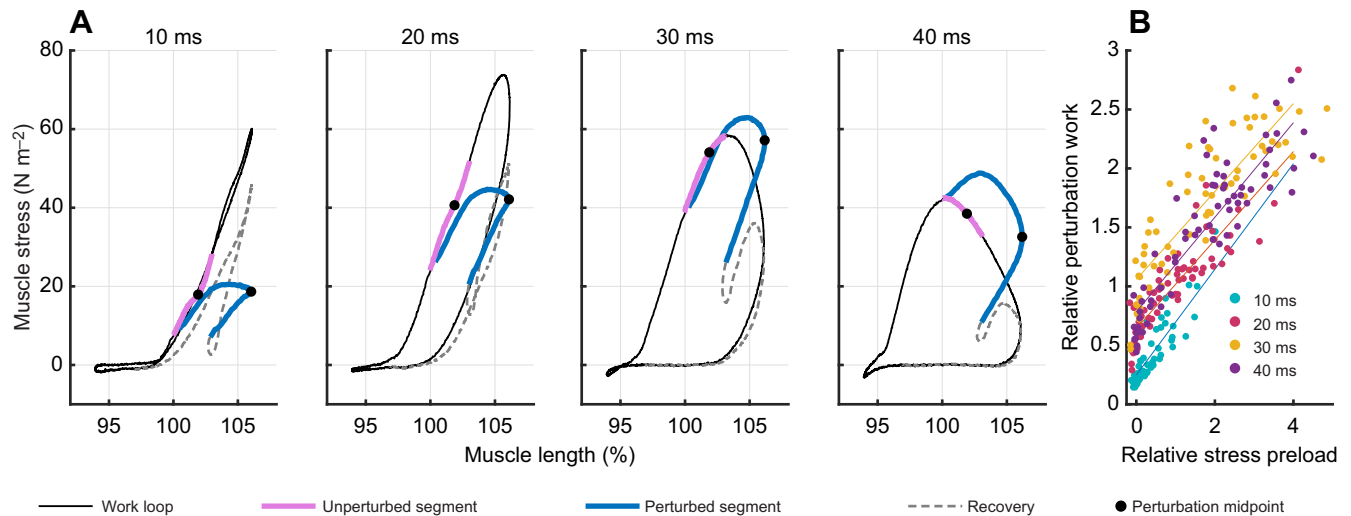 A
10 ms
20 ms
30 ms
40 ms
B
Muscle stress (N m–2)
80
60
40
20
0
95 100 105
95 100 105
95 100 105
95 100 105
Muscle length (%)
Relative perturbation work
3
2.5
2
1.5
1
0.5
0
10 ms
20 ms
30 ms
40 ms
0 2 4
Relative stress preload
Work loop
Unperturbed segment
Perturbed segment
Recovery
Perturbation midpoint